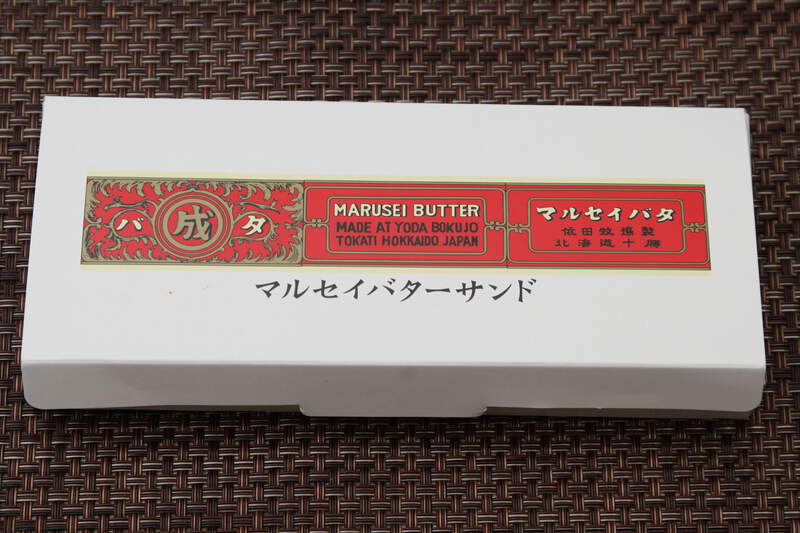 バ 成 タ
MARUSEI BUTTER
MADE AT YODA BOKUJO
TOKATI HOKKAIDO JAPAN
マルセイバタ
依田牧場製
北海道十勝
マルセイバターサンド